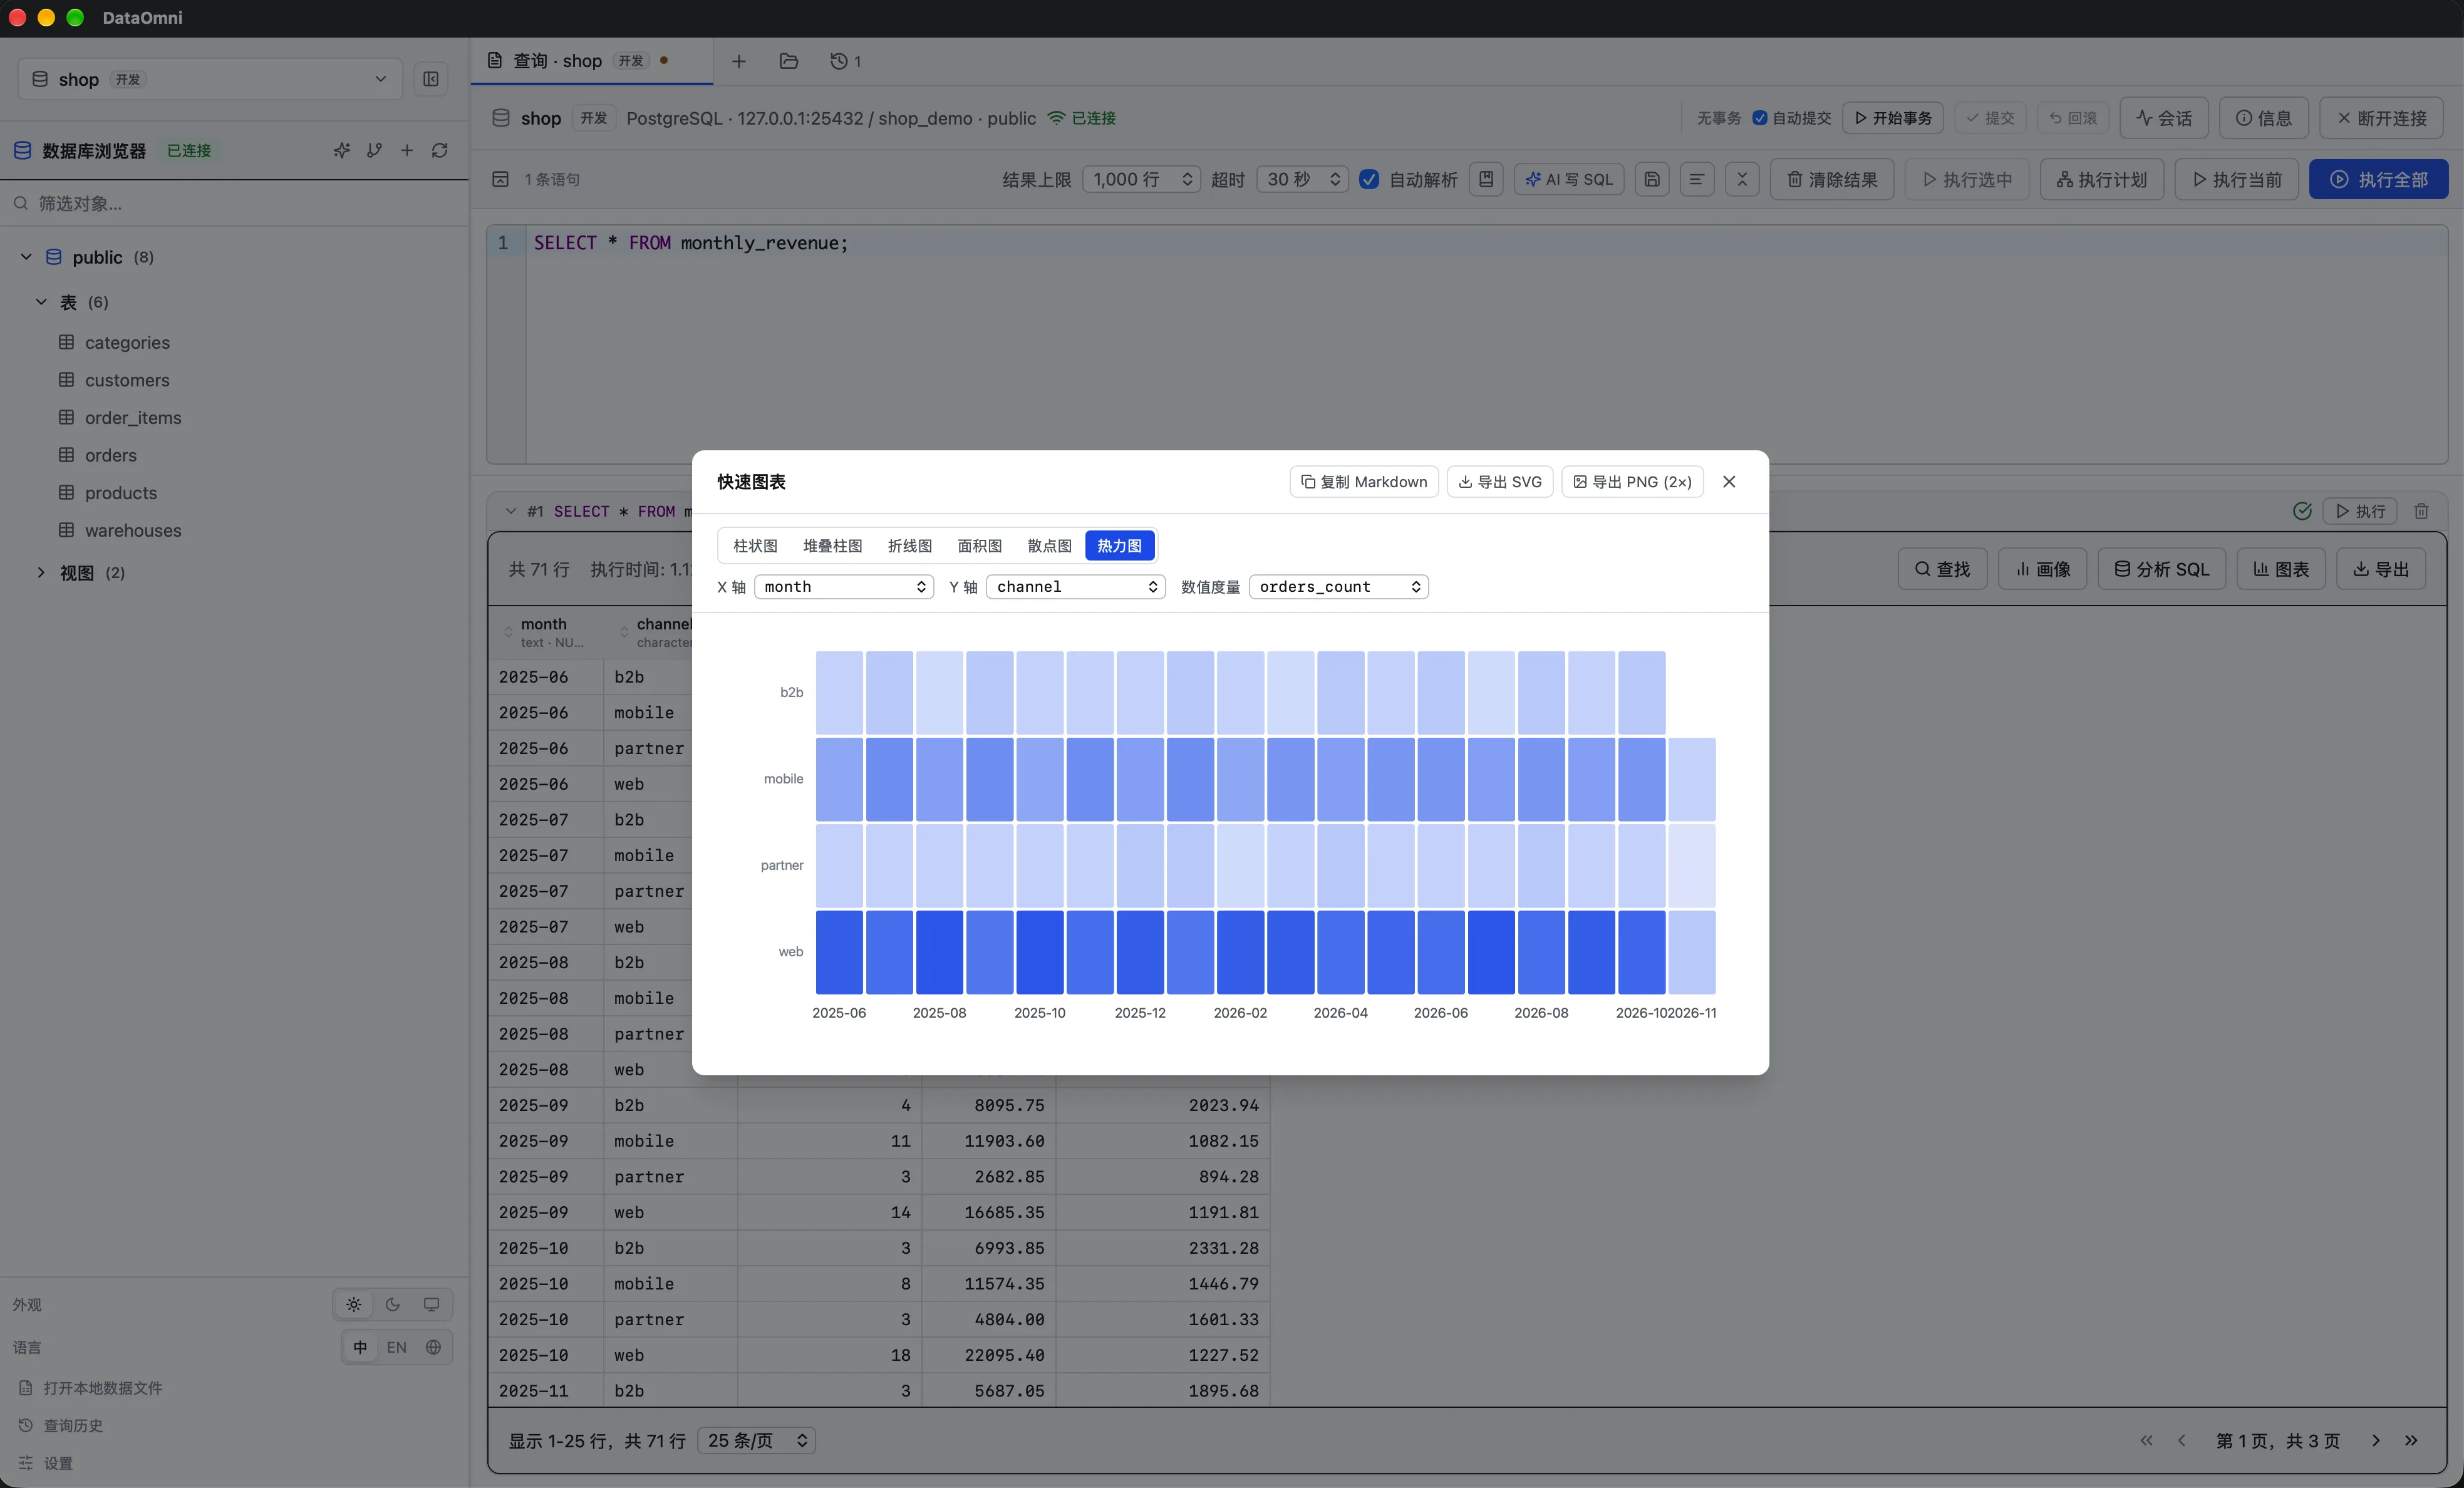 DataOmni
shop 开发
查询 · shop 开发
1
shop 开发 PostgreSQL · 127.0.0.1:25432 / shop_demo · public 已连接
无事务 自动提交 开始事务 提交 回滚 会话 信息 断开连接
数据库浏览器 已连接
1 条语句
结果上限 1,000 行 超时 30 秒 自动解析 AI 写 SQL 清除结果 执行选中 执行计划 执行当前 执行全部
筛选对象...
1 SELECT * FROM monthly_revenue;
public (8)
表 (6)
categories
customers
order_items
orders
products
warehouses
视图 (2)
快速图表
复制 Markdown 导出 SVG 导出 PNG (2×)
#1 SELECT * FROM
执行
柱状图 堆叠柱图 折线图 面积图 散点图 热力图
共 71 行 执行时间:
查找 画像 分析 SQL 图表 导出
X 轴 month Y 轴 channel 数值度量 orders_count
month channel
text · NU... character
b2b
mobile
partner
web
2025-06 2025-08 2025-10 2025-12 2026-02 2026-04 2026-06 2026-08 2026-10 2026-11
2025-06 b2b
2025-06 mobile
2025-06 partner
2025-06 web
2025-07 b2b
2025-07 mobile
2025-07 partner
2025-07 web
2025-08 b2b
2025-08 mobile
2025-08 partner
2025-08 web
2025-09 b2b 4 8095.75 2023.94
2025-09 mobile 11 11903.60 1082.15
2025-09 partner 3 2682.85 894.28
2025-09 web 14 16685.35 1191.81
2025-10 b2b 3 6993.85 2331.28
2025-10 mobile 8 11574.35 1446.79
2025-10 partner 3 4804.00 1601.33
2025-10 web 18 22095.40 1227.52
2025-11 b2b 3 5687.05 1895.68
外观
语言 中 EN
打开本地数据文件
查询历史
设置
显示 1-25 行，共 71 行 25 条/页
第 1 页，共 3 页